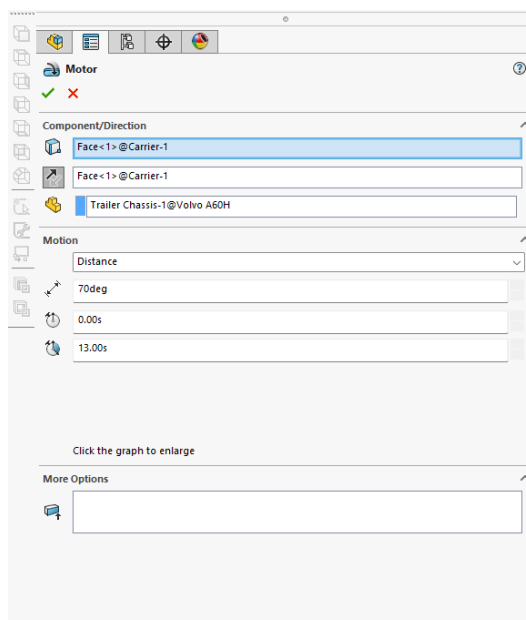 Motor
Component/Direction
Face<1>@Carrier-1
Face<1>@Carrier-1
Trailer Chassis-1@Volvo A60H
Motion
Distance
70deg
0.00s
13.00s
Click the graph to enlarge
More Options